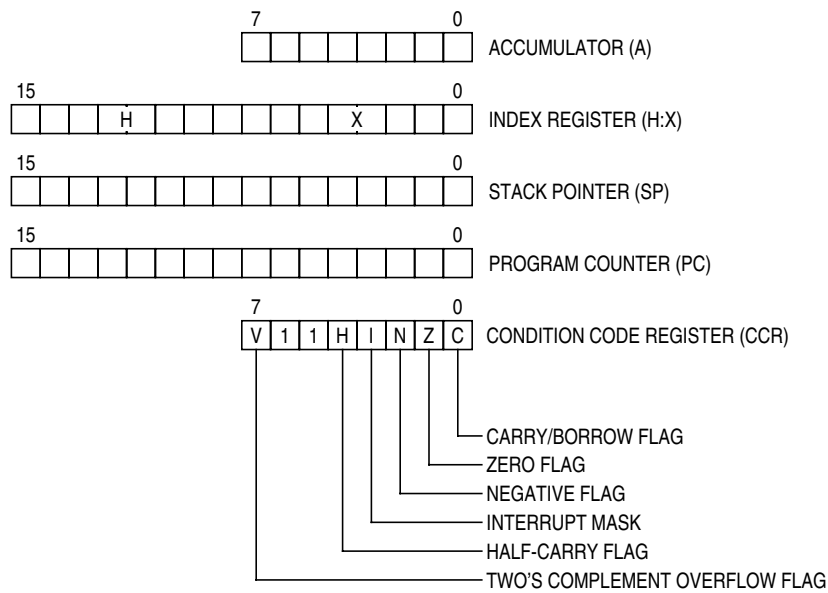 7 0
ACCUMULATOR (A)
15 0
H X INDEX REGISTER (H:X)
15 0
STACK POINTER (SP)
15 0
PROGRAM COUNTER (PC)
7 0
V 1 1 H I N Z C CONDITION CODE REGISTER (CCR)
CARRY/BORROW FLAG
ZERO FLAG
NEGATIVE FLAG
INTERRUPT MASK
HALF-CARRY FLAG
TWO'S COMPLEMENT OVERFLOW FLAG